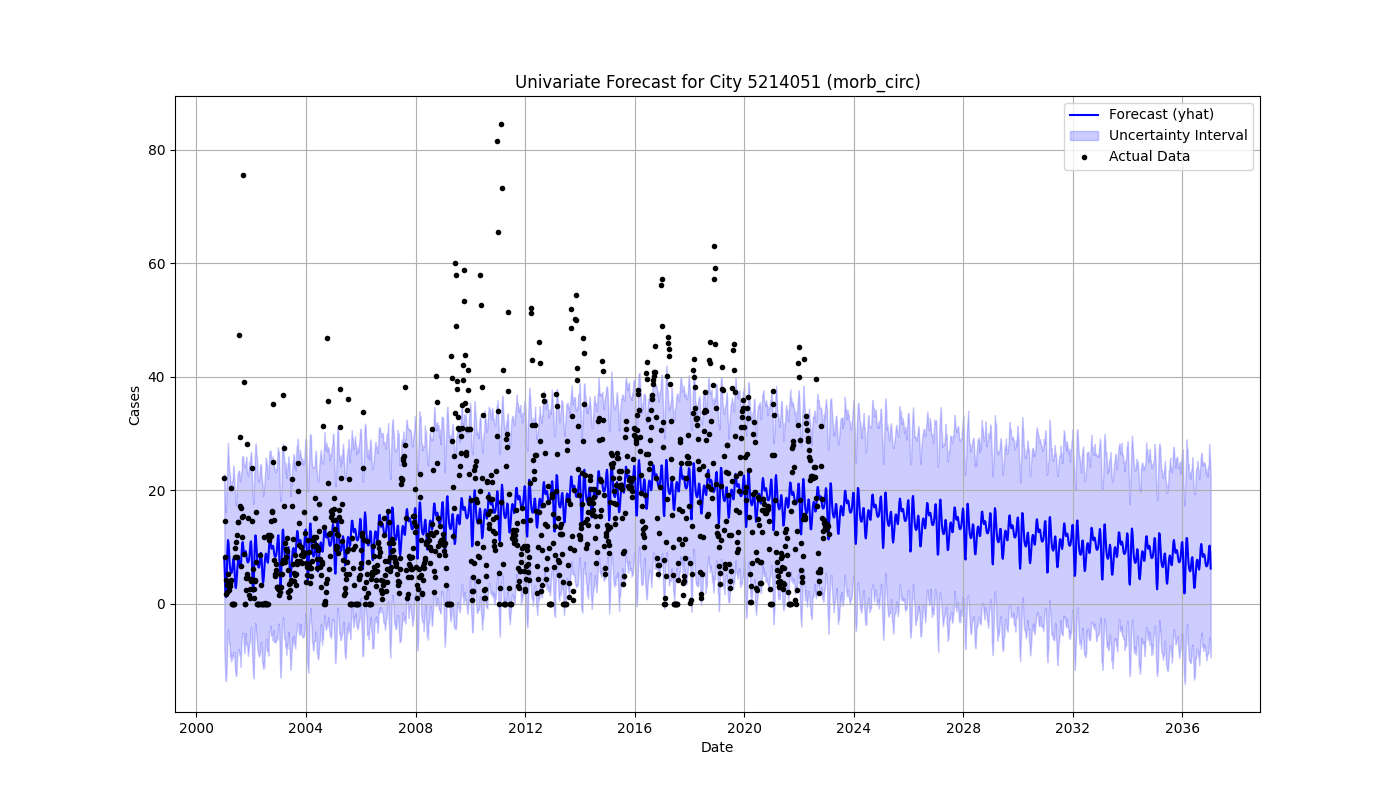 Univariate Forecast for City 5214051 (morb_circ)
Forecast (yhat)
Uncertainty Interval
Actual Data
Cases
80
60
40
20
0
2000 2004 2008 2012 2016 2020 2024 2028 2032 2036
Date